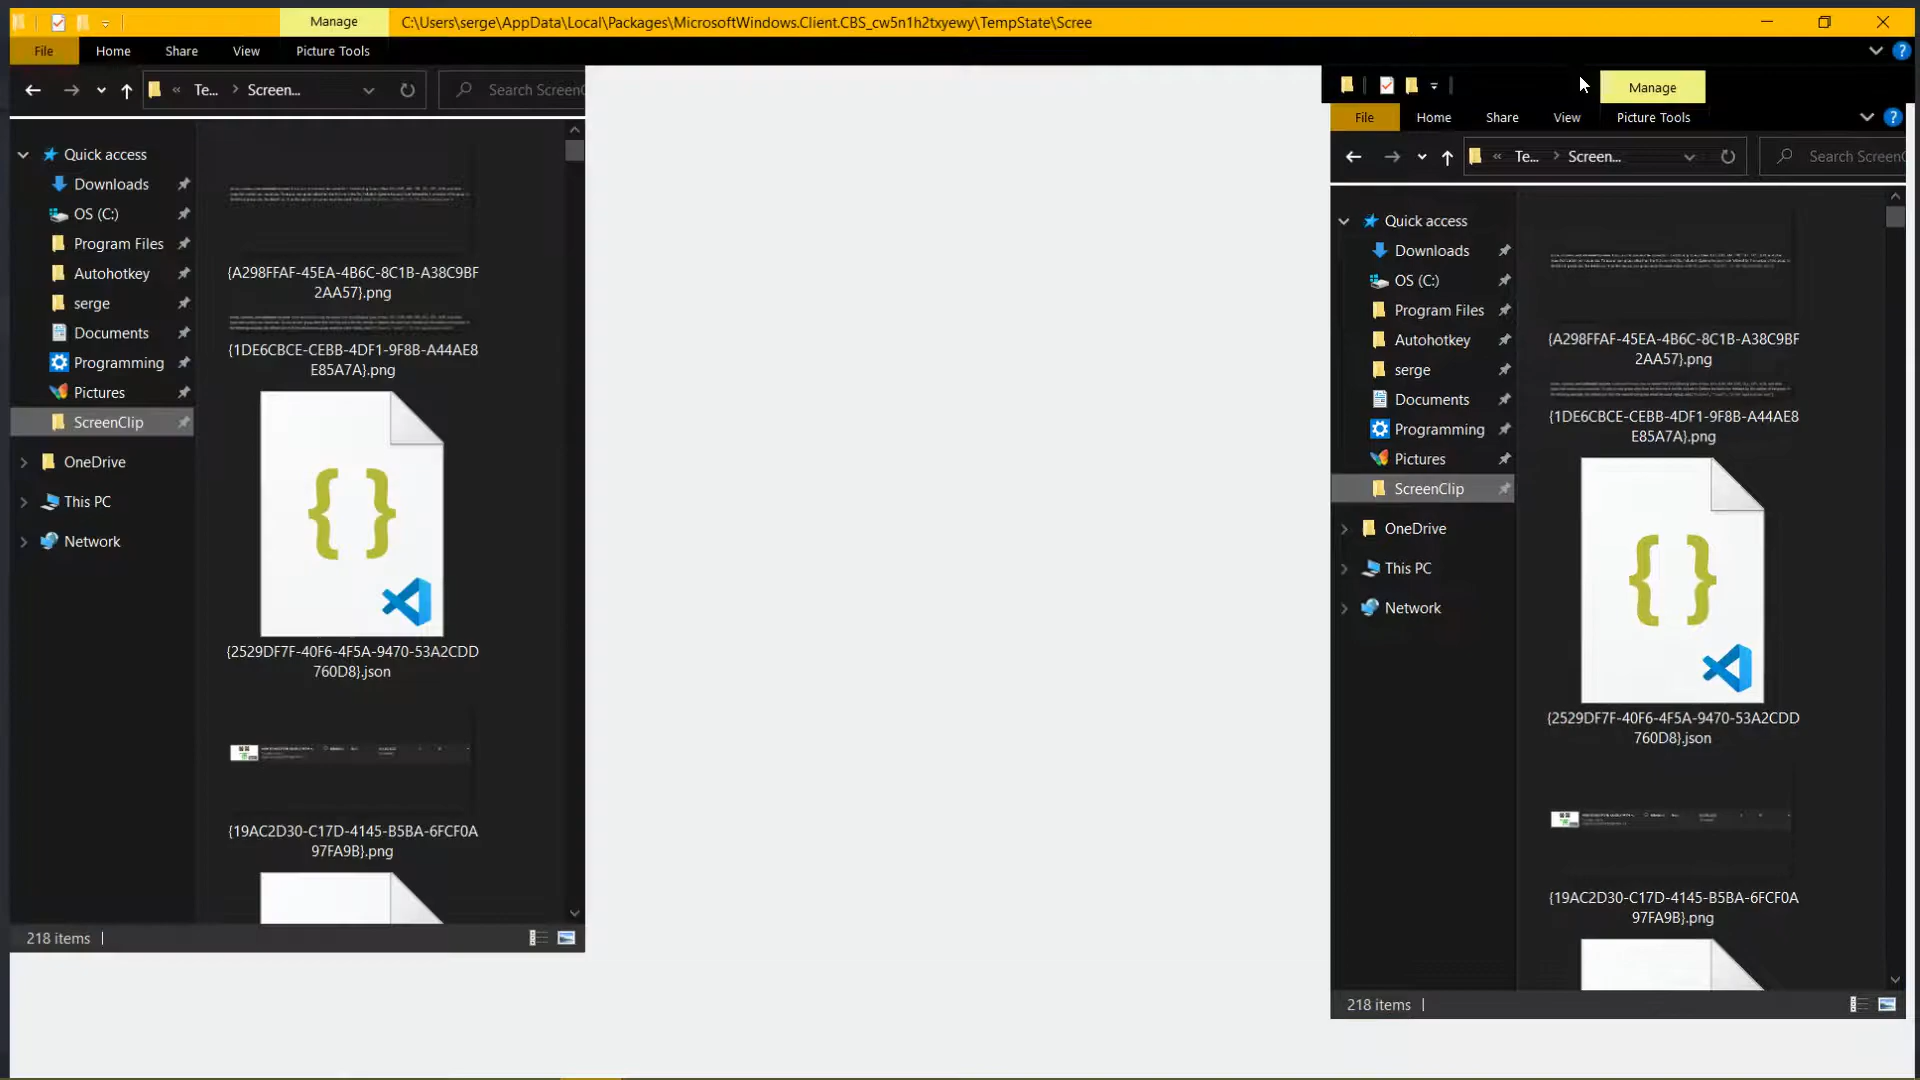 Manage
C:\Users\serge\AppData\Local\Packages\MicrosoftWindows.Client.CBS_cw5n1h2txyewy\TempState\Scree
File Home Share View Picture Tools
Te... Screen... Search ScreenC
Quick access
Downloads
OS (C:)
Program Files
Autohotkey
serge
Documents
Programming
Pictures
ScreenClip
OneDrive
This PC
Network
{A298FFAF-45EA-4B6C-8C1B-A38C9BF
2AA57}.png
{1DE6CBCE-CEBB-4DF1-9F8B-A44AE8
E85A7A}.png
{2529DF7F-40F6-4F5A-9470-53A2CDD
760D8}.json
{19AC2D30-C17D-4145-B5BA-6FCF0A
97FA9B}.png
218 items
Manage
File Home Share View Picture Tools
Te... Screen... Search ScreenC
Quick access
Downloads
OS (C:)
Program Files
Autohotkey
serge
Documents
Programming
Pictures
ScreenClip
OneDrive
This PC
Network
{A298FFAF-45EA-4B6C-8C1B-A38C9BF
2AA57}.png
{1DE6CBCE-CEBB-4DF1-9F8B-A44AE8
E85A7A}.png
{2529DF7F-40F6-4F5A-9470-53A2CDD
760D8}.json
{19AC2D30-C17D-4145-B5BA-6FCF0A
97FA9B}.png
218 items